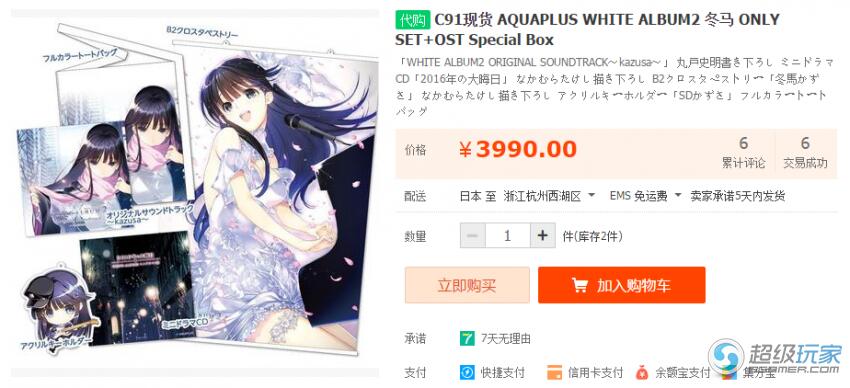 フルカラートートバッグ
B2クロスタペストリー
オリジナルサウンドトラック
～kazusa～
ミニドラマCD
アクリルキーホルダー
代购 C91现货 AQUAPLUS WHITE ALBUM2 冬马 ONLY
SET+OST Special Box
「WHITE ALBUM2 ORIGINAL SOUNDTRACK～kazusa～」 丸戸史明書き下ろし ミニドラマ
CD「2016年の大晦日」 なかむらたけし描き下ろし B2クロスタペストリー「冬馬かず
さ」 なかむらたけし描き下ろし アクリルキーホルダー「SDかずさ」 フルカラートート
バッグ
价格
¥3990.00
6
累计评论
6
交易成功
配送
日本 至 浙江杭州西湖区
EMS 免运费
卖家承诺5天内发货
数量
− 1 +
件(库存2件)
立即购买
加入购物车
承诺
7 7天无理由
支付
快捷支付
信用卡支付
余额宝支付
集分宝
超级玩家